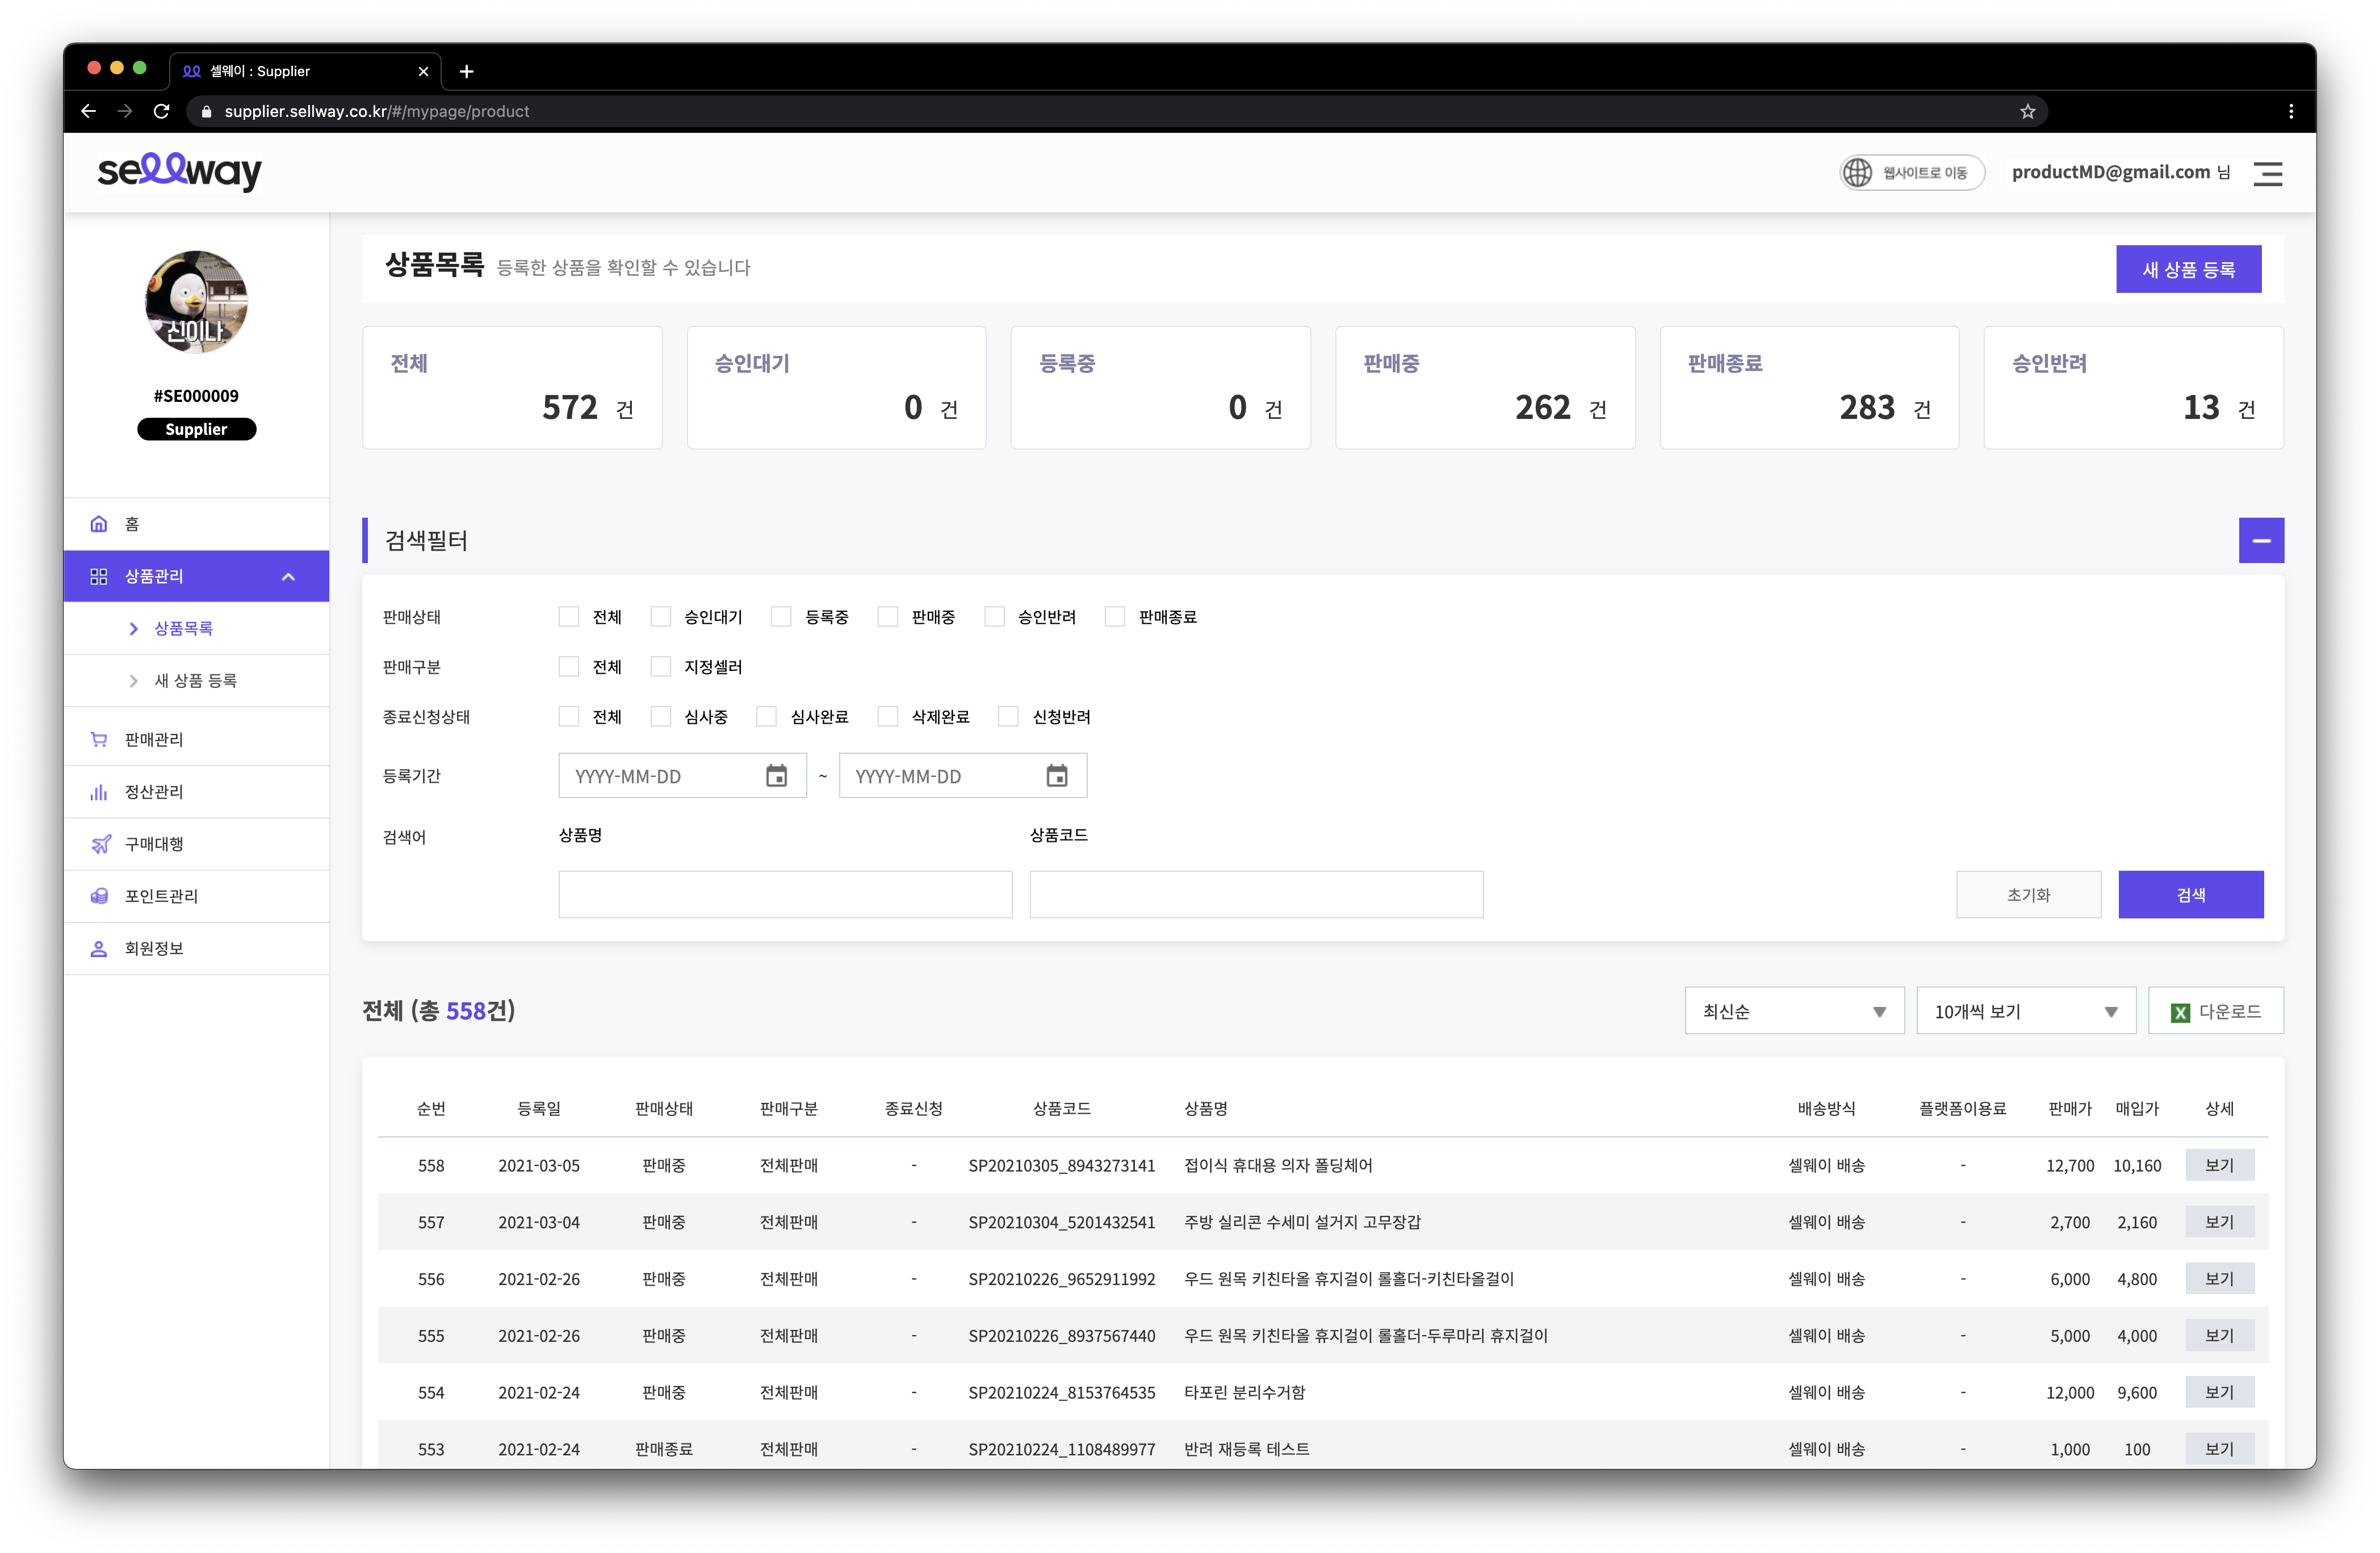 셀웨이 : Supplier
supplier.sellway.co.kr/#/mypage/product
sellway
웹사이트로 이동
productMD@gmail.com 님
신이나
#SE000009
Supplier
홈
상품관리
상품목록
새 상품 등록
판매관리
정산관리
구매대행
포인트관리
회원정보
상품목록 등록한 상품을 확인할 수 있습니다
새 상품 등록
전체
572 건
승인대기
0 건
등록중
0 건
판매중
262 건
판매종료
283 건
승인반려
13 건
검색필터
판매상태 전체 승인대기 등록중 판매중 승인반려 판매종료
판매구분 전체 지정셀러
종료신청상태 전체 심사중 심사완료 삭제완료 신청반려
등록기간 YYYY-MM-DD ~ YYYY-MM-DD
검색어 상품명 상품코드
초기화 검색
전체 (총 558건)
최신순 10개씩 보기 다운로드
순번 등록일 판매상태 판매구분 종료신청 상품코드 상품명 배송방식 플랫폼이용료 판매가 매입가 상세
558 2021-03-05 판매중 전체판매 - SP20210305_8943273141 접이식 휴대용 의자 폴딩체어 셀웨이 배송 - 12,700 10,160 보기
557 2021-03-04 판매중 전체판매 - SP20210304_5201432541 주방 실리콘 수세미 설거지 고무장갑 셀웨이 배송 - 2,700 2,160 보기
556 2021-02-26 판매중 전체판매 - SP20210226_9652911992 우드 원목 키친타올 휴지걸이 롤홀더-키친타올걸이 셀웨이 배송 - 6,000 4,800 보기
555 2021-02-26 판매중 전체판매 - SP20210226_8937567440 우드 원목 키친타올 휴지걸이 롤홀더-두루마리 휴지걸이 셀웨이 배송 - 5,000 4,000 보기
554 2021-02-24 판매중 전체판매 - SP20210224_8153764535 타포린 분리수거함 셀웨이 배송 - 12,000 9,600 보기
553 2021-02-24 판매종료 전체판매 - SP20210224_1108489977 반려 재등록 테스트 셀웨이 배송 - 1,000 100 보기